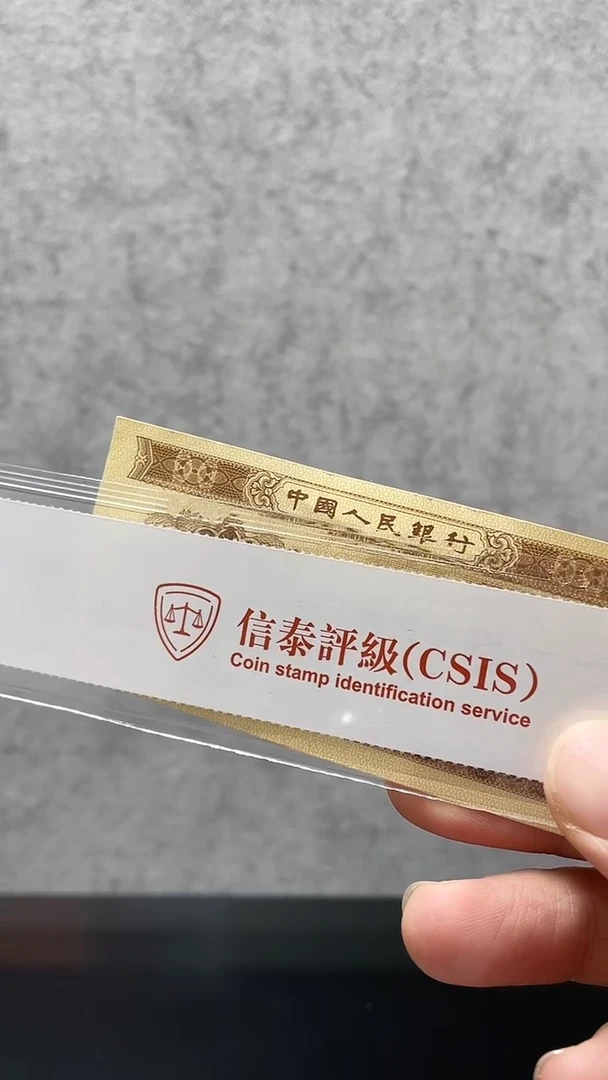 中國人民銀行
信泰評級(CSIS)
Coin stamp identification service